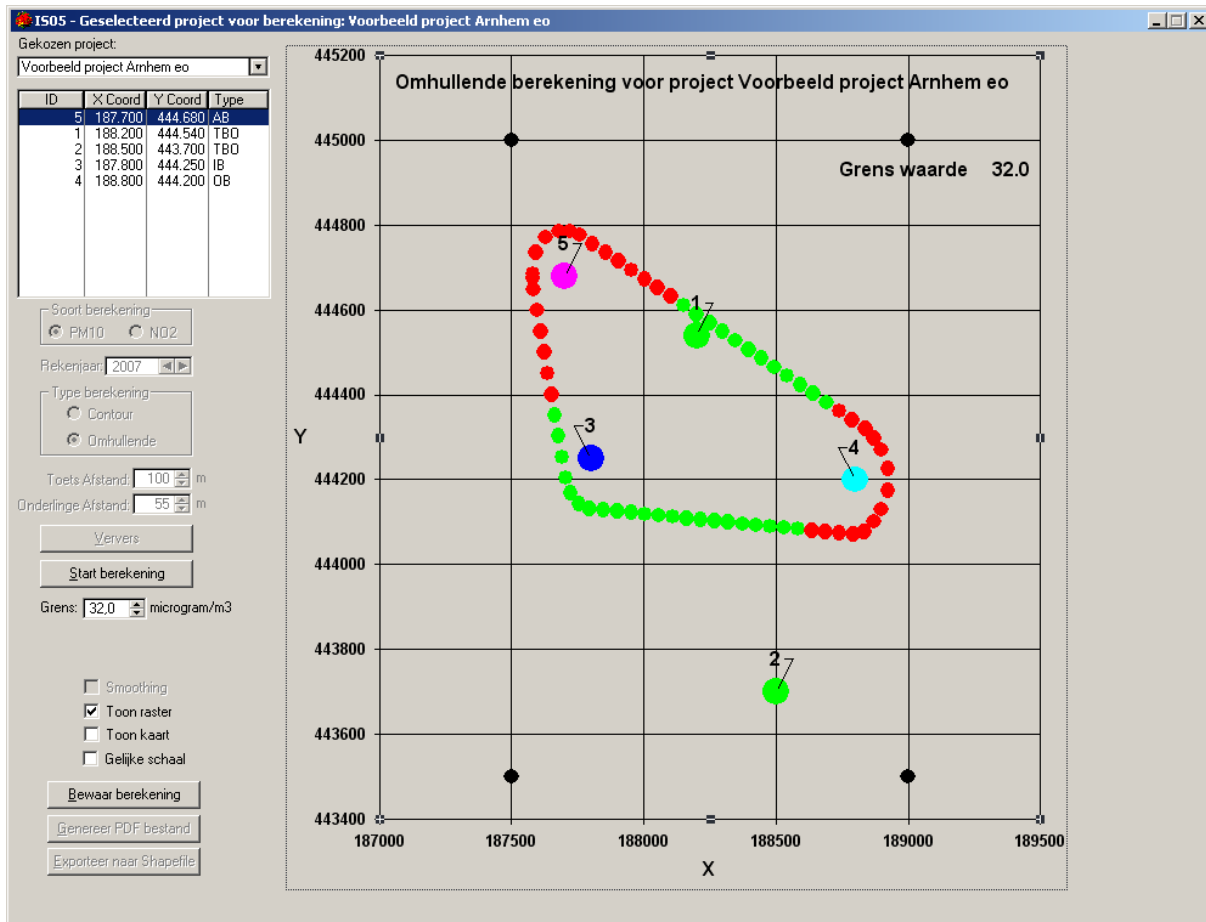 IS05 - Geselecteerd project voor berekening: Voorbeeld project Arnhem eo
Gekozen project:
Voorbeeld project Arnhem eo
ID X Coord Y Coord Type
5 187.700 444.680 AB
1 188.200 444.540 TBO
2 188.500 443.700 TBO
3 187.800 444.250 IB
4 188.800 444.200 OB
Soort berekening
PM10 NO2
Rekenjaar: 2007
Type berekening
Contour
Omhullende
Toets Afstand: 100 m
Onderlinge Afstand: 55 m
Ververs
Start berekening
Grens: 32,0 microgram/m3
Smoothing
Toon raster
Toon kaart
Gelijke schaal
Bewaar berekening
Genereer PDF bestand
Exporteer naar Shapefile
Omhullende berekening voor project Voorbeeld project Arnhem eo
Grens waarde 32.0
445200
445000
444800
444600
444400
444200
444000
443800
443600
443400
Y
5
1
3
4
2
187000 187500 188000 188500 189000 189500
X